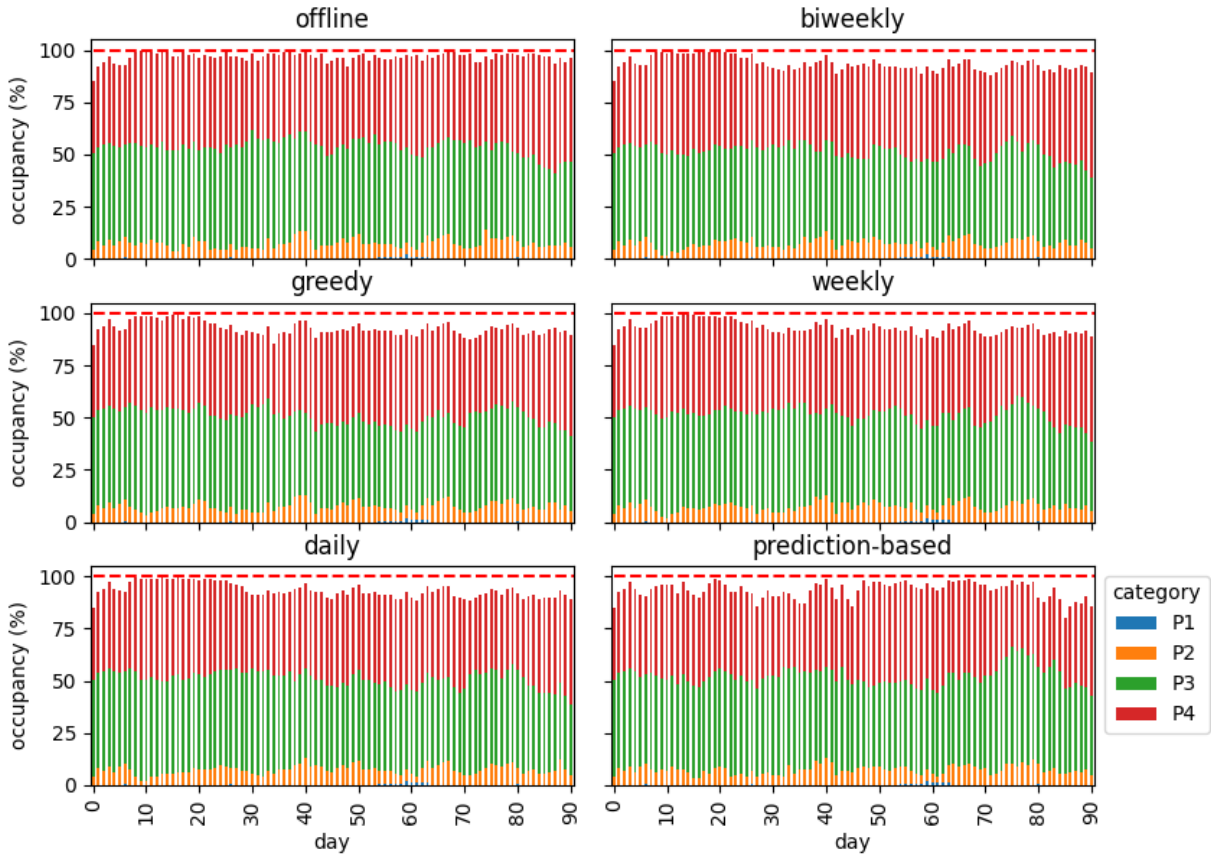 offline
biweekly
occupancy (%)
100
75
50
25
0
greedy
weekly
occupancy (%)
100
75
50
25
0
daily
prediction-based
occupancy (%)
100
75
50
25
0
0 10 20 30 40 50 60 70 80 90
day
0 10 20 30 40 50 60 70 80 90
day
category
P1
P2
P3
P4